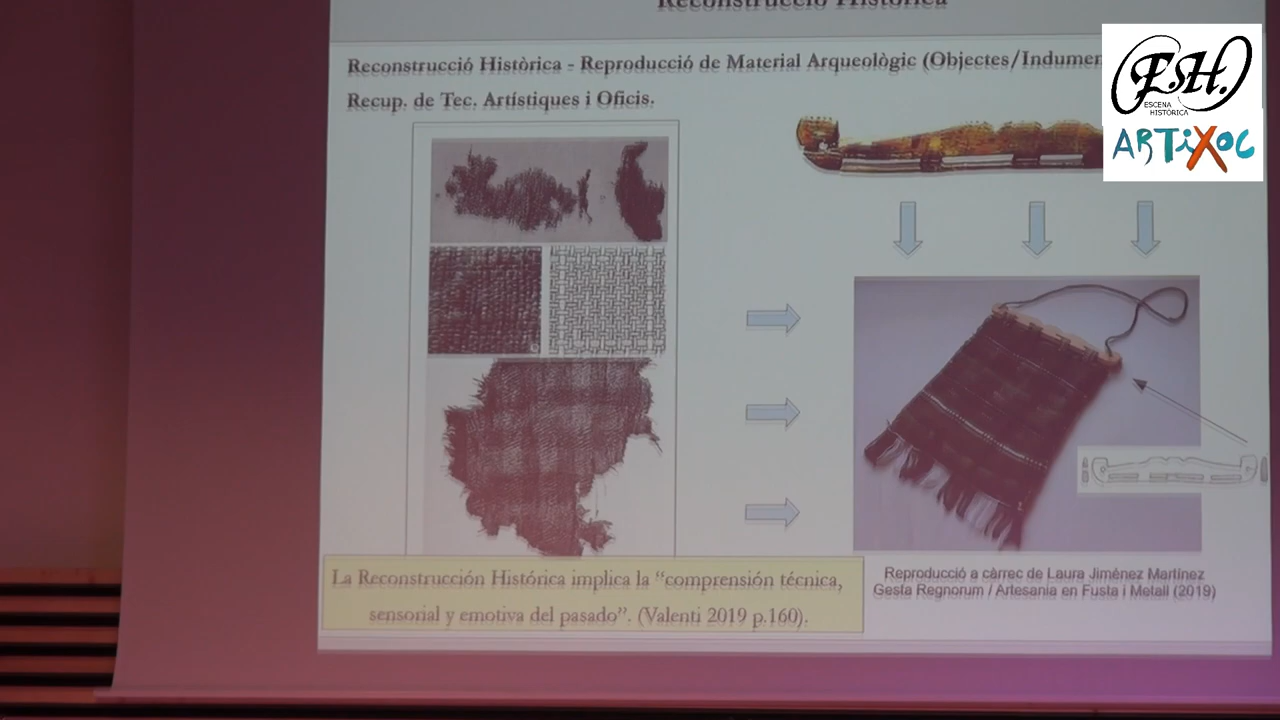 Reconstrucció Històrica
Reconstrucció Històrica - Reproducció de Material Arqueològic (Objectes/Indumen
Recup. de Tec. Artístiques i Oficis.
E.S.H.
ESCENA
HISTÒRICA
ARTiXOC
La Reconstrucción Histórica implica la “comprensión técnica,
sensorial y emotiva del pasado”. (Valenti 2019 p.160).
Reproducció a càrrec de Laura Jiménez Martínez
Gesta Regnorum / Artesania en Fusta i Metall (2019)